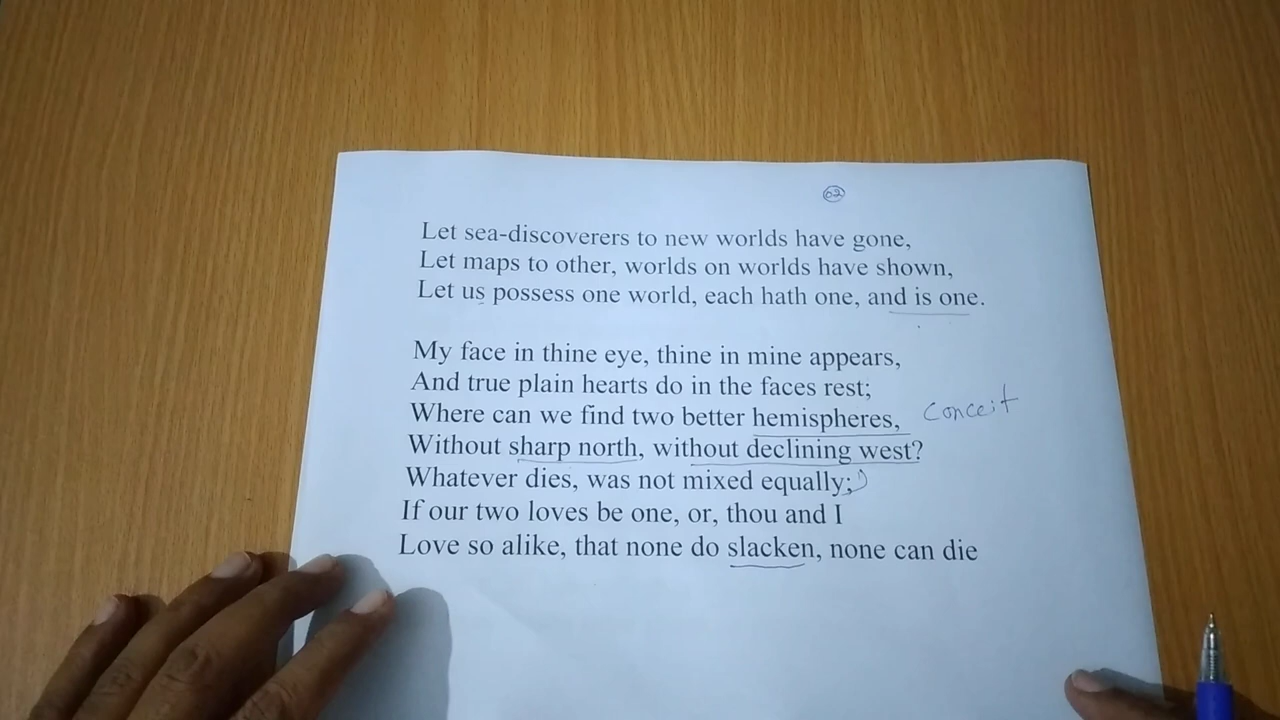 02
Let sea-discoverers to new worlds have gone,
Let maps to other, worlds on worlds have shown,
Let us possess one world, each hath one, and is one.
My face in thine eye, thine in mine appears,
And true plain hearts do in the faces rest;
Where can we find two better hemispheres, Conceit
Without sharp north, without declining west?
Whatever dies, was not mixed equally;
If our two loves be one, or, thou and I
Love so alike, that none do slacken, none can die